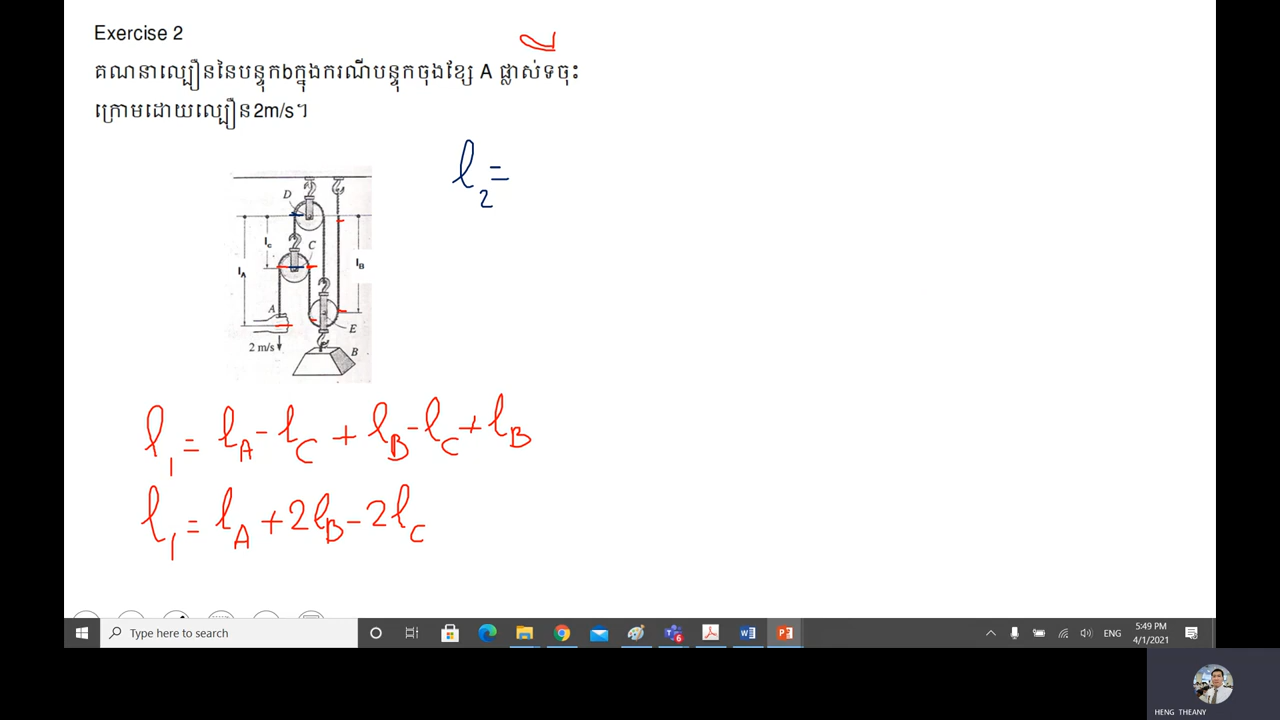 Exercise 2
គណនាល្បឿននៃបន្ទុកbក្នុងករណីបន្ទុកចុងខ្សែ A ផ្លាស់ទចុះ
ក្រោមដោយល្បឿន2m/s។
l₂=
D
lc
C
lA
lB
A
E
2 m/s
B
l₁ = lA - lC + lB - lC + lB
l₁ = lA + 2lB - 2lC
Type here to search
6
ENG
5:49 PM
4/1/2021
HENG THEANY